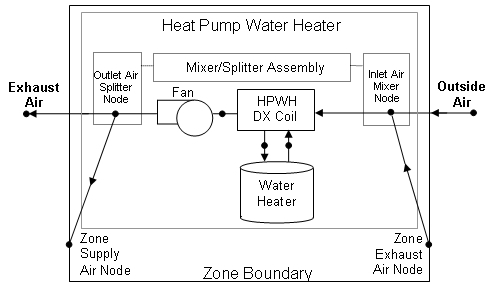 Heat Pump Water Heater
Mixer/Splitter Assembly
Exhaust
Air
Outlet Air
Splitter
Node
Fan
HPWH
DX Coil
Inlet Air
Mixer
Node
Outside
Air
Water
Heater
Zone
Supply
Air Node
Zone Boundary
Zone
Exhaust
Air Node